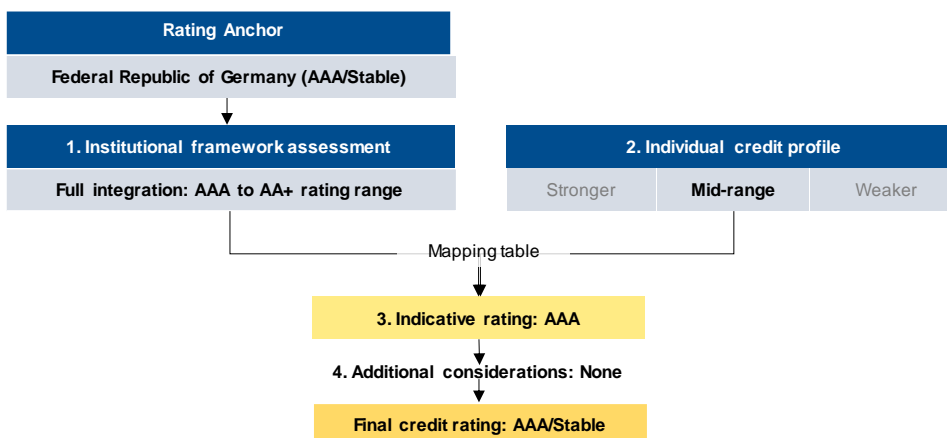 Rating Anchor
Federal Republic of Germany (AAA/Stable)
1. Institutional framework assessment
Full integration: AAA to AA+ rating range
2. Individual credit profile
Stronger
Mid-range
Weaker
Mapping table
3. Indicative rating: AAA
4. Additional considerations: None
Final credit rating: AAA/Stable